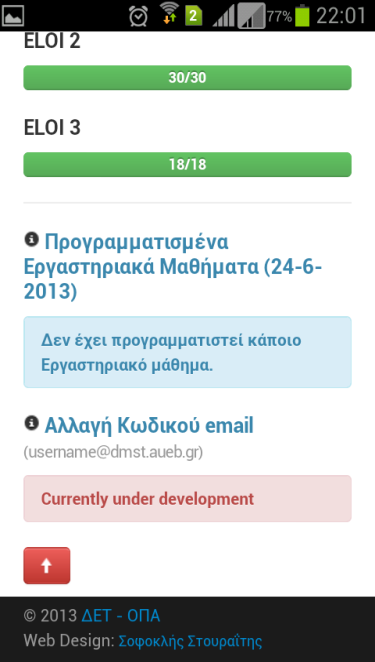 2 77% 22:01
ELOI 2
30/30
ELOI 3
18/18
Προγραμματισμένα
Εργαστηριακά Μαθήματα (24-6-
2013)
Δεν έχει προγραμματιστεί κάποιο
Εργαστηριακό μάθημα.
Αλλαγή Κωδικού email
(username@dmst.aueb.gr)
Currently under development
© 2013 ΔΕΤ - ΟΠΑ
Web Design: Σοφοκλής Στουραΐτης